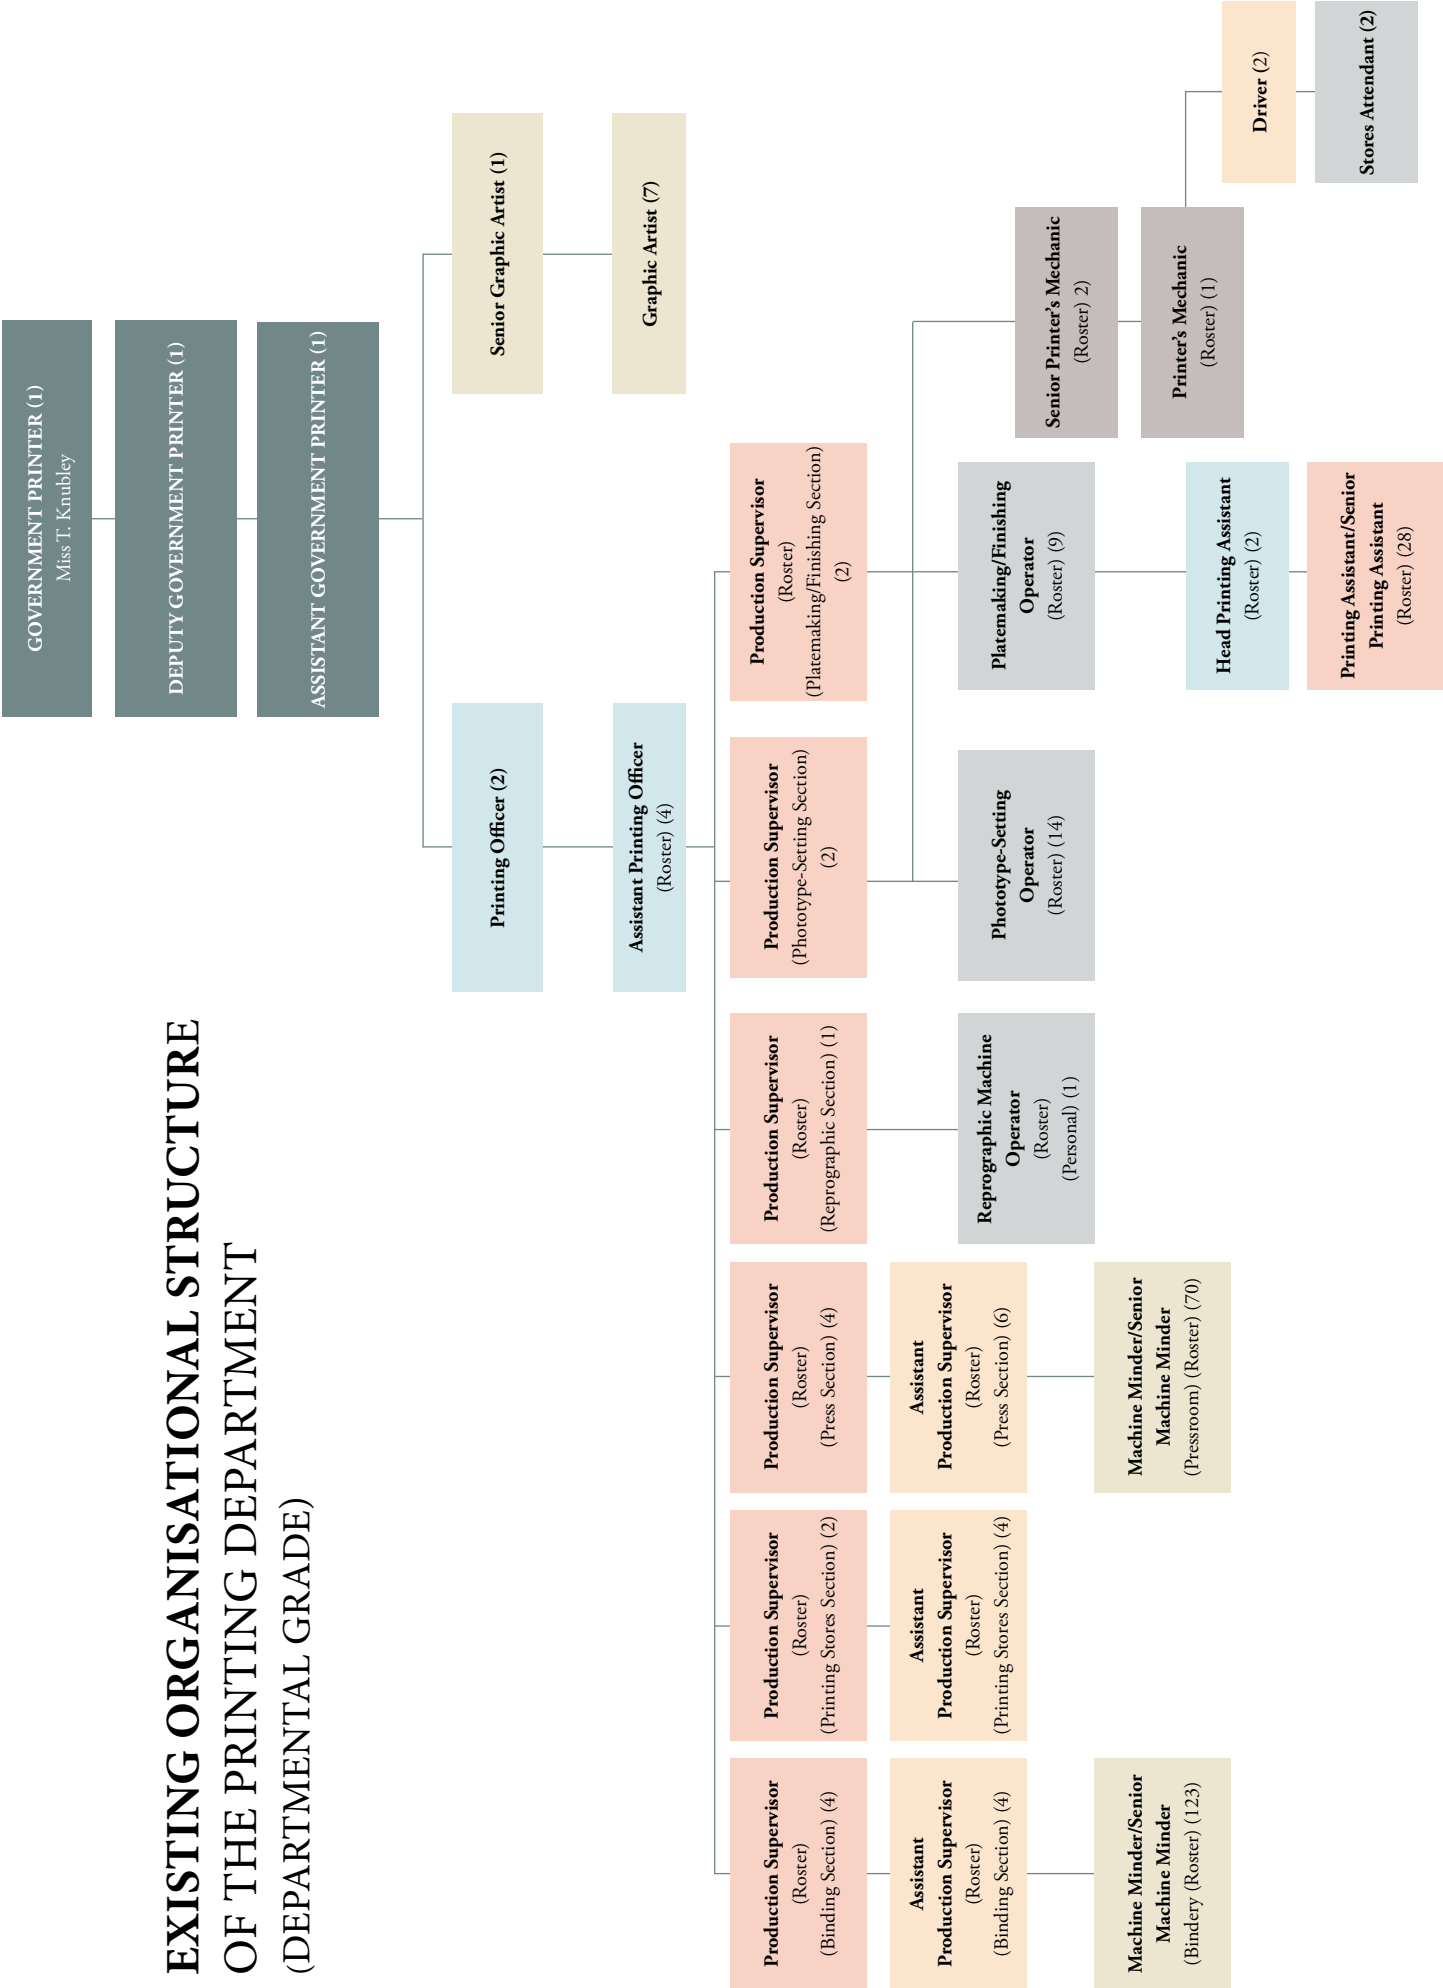 EXISTING ORGANISATIONAL STRUCTURE
OF THE PRINTING DEPARTMENT
(DEPARTMENTAL GRADE)
GOVERNMENT PRINTER (1)
Miss T. Knubley
DEPUTY GOVERNMENT PRINTER (1)
ASSISTANT GOVERNMENT PRINTER (1)
Printing Officer (2)
Senior Graphic Artist (1)
Assistant Printing Officer
(Roster) (4)
Graphic Artist (7)
Production Supervisor
(Roster)
(Binding Section) (4)
Production Supervisor
(Roster)
(Printing Stores Section) (2)
Production Supervisor
(Roster)
(Press Section) (4)
Production Supervisor
(Roster)
(Reprographic Section) (1)
Production Supervisor
(Phototype-Setting Section)
(2)
Production Supervisor
(Roster)
(Platemaking/Finishing Section)
(2)
Assistant
Production Supervisor
(Roster)
(Binding Section) (4)
Assistant
Production Supervisor
(Roster)
(Printing Stores Section) (4)
Assistant
Production Supervisor
(Roster)
(Press Section) (6)
Reprographic Machine
Operator
(Roster)
(Personal) (1)
Phototype-Setting
Operator
(Roster) (14)
Platemaking/Finishing
Operator
(Roster) (9)
Senior Printer's Mechanic
(Roster) 2)
Machine Minder/Senior
Machine Minder
(Bindery (Roster) (123)
Machine Minder/Senior
Machine Minder
(Pressroom) (Roster) (70)
Head Printing Assistant
(Roster) (2)
Printer's Mechanic
(Roster) (1)
Driver (2)
Printing Assistant/Senior
Printing Assistant
(Roster) (28)
Stores Attendant (2)